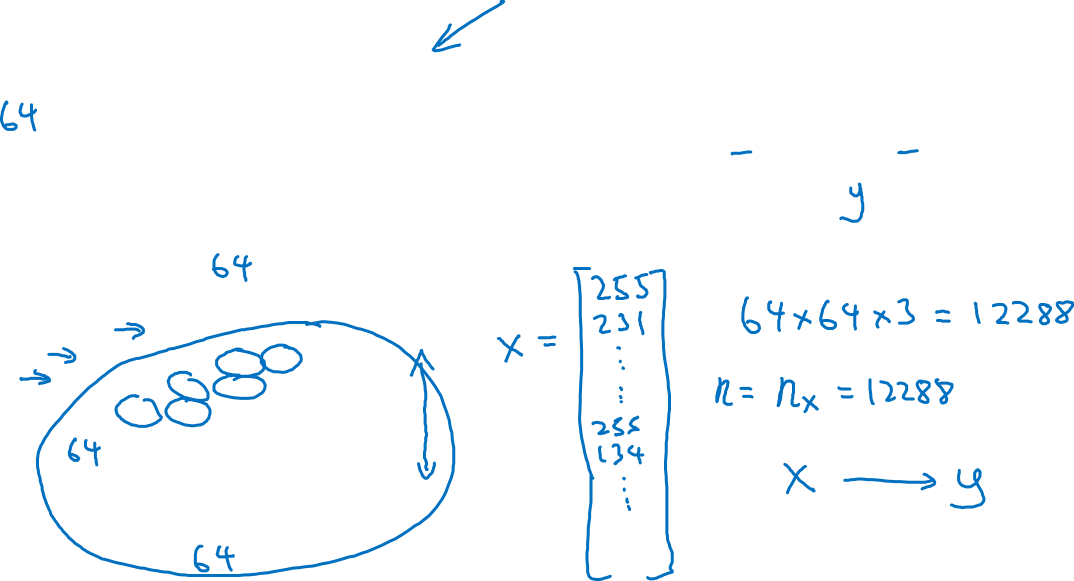 64
- -
y
64
64
64
x = [255
231
⋮
⋮
255
134
⋮]
64×64×3 = 12288
n = nx = 12288
x → y